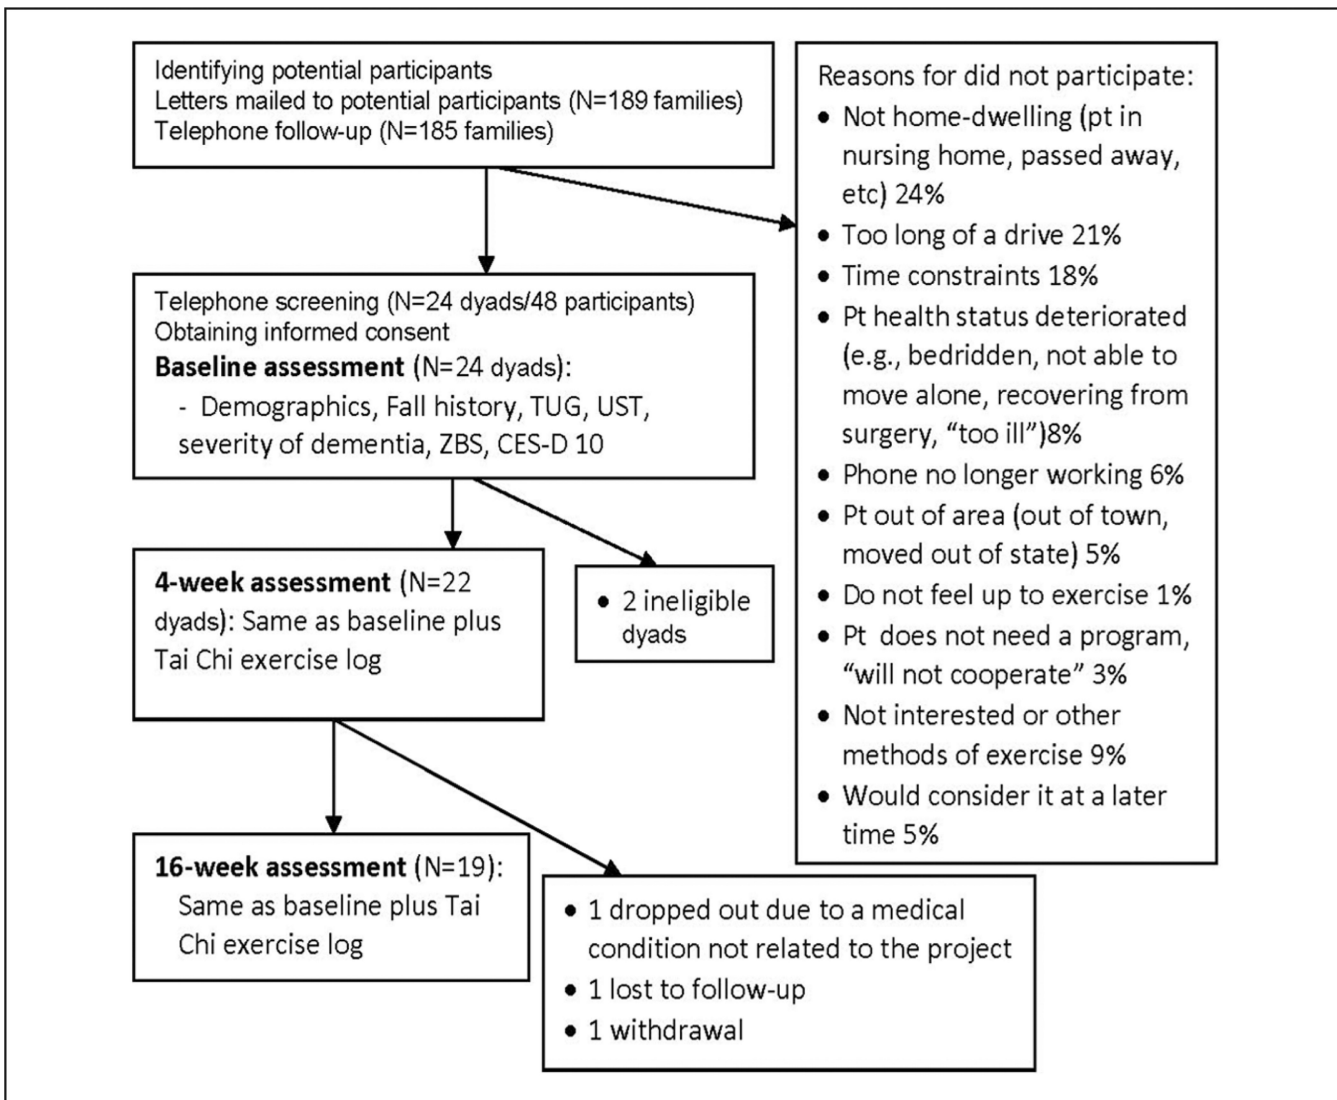 Identifying potential participants
Letters mailed to potential participants (N=189 families)
Telephone follow-up (N=185 families)
Reasons for did not participate:
• Not home-dwelling (pt in
nursing home, passed away,
etc) 24%
• Too long of a drive 21%
• Time constraints 18%
• Pt health status deteriorated
(e.g., bedridden, not able to
move alone, recovering from
surgery, “too ill”)8%
• Phone no longer working 6%
• Pt out of area (out of town,
moved out of state) 5%
• Do not feel up to exercise 1%
• Pt does not need a program,
“will not cooperate” 3%
• Not interested or other
methods of exercise 9%
• Would consider it at a later
time 5%
Telephone screening (N=24 dyads/48 participants)
Obtaining informed consent
Baseline assessment (N=24 dyads):
- Demographics, Fall history, TUG, UST,
severity of dementia, ZBS, CES-D 10
4-week assessment (N=22
dyads): Same as baseline plus
Tai Chi exercise log
• 2 ineligible
dyads
16-week assessment (N=19):
Same as baseline plus Tai
Chi exercise log
• 1 dropped out due to a medical
condition not related to the project
• 1 lost to follow-up
• 1 withdrawal